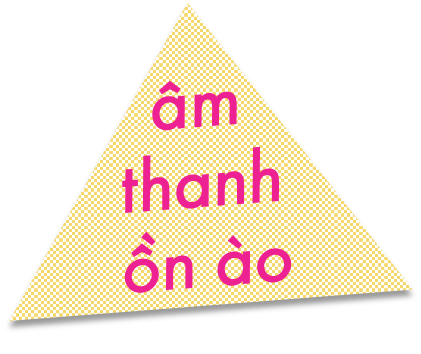 âm
thanh
ồn ào